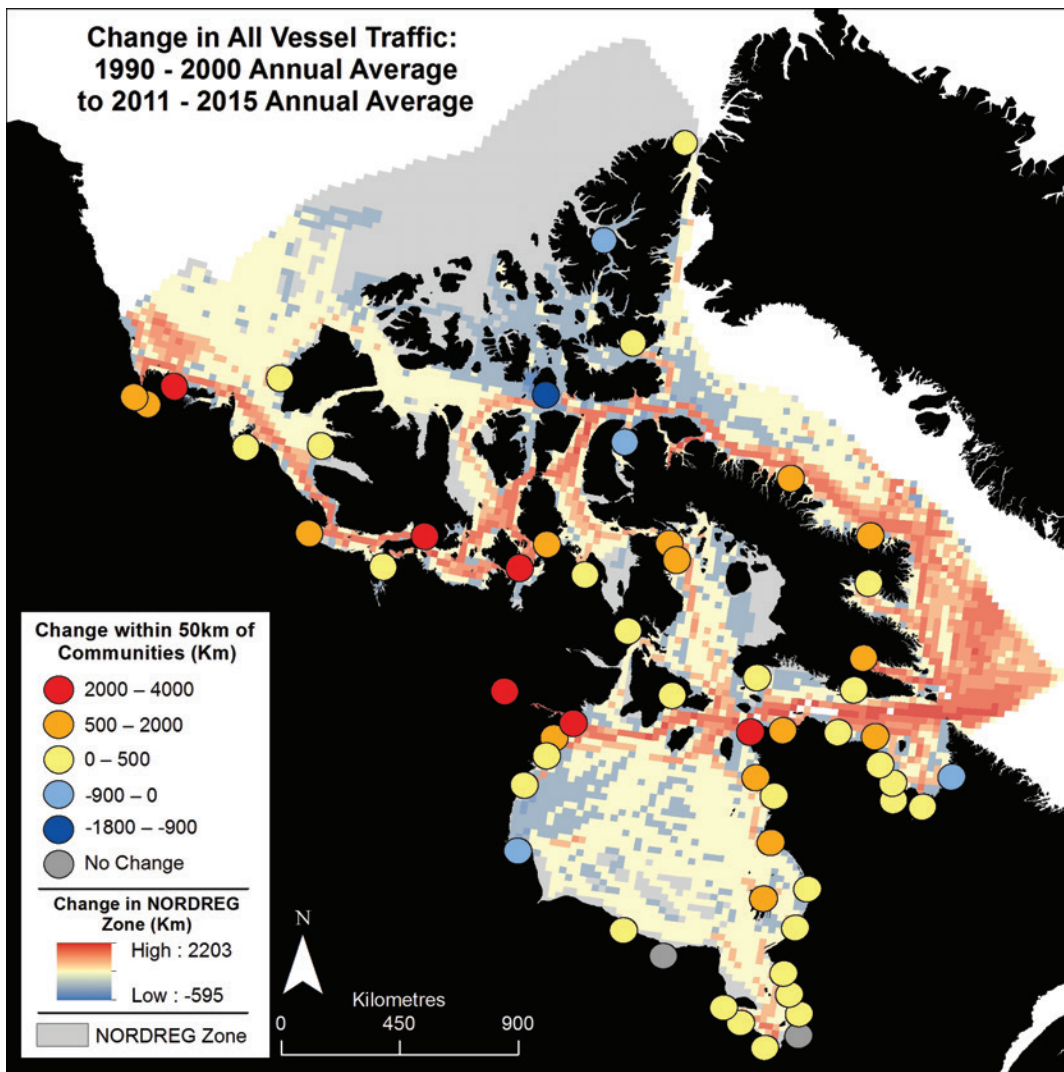 Change in All Vessel Traffic:
1990 - 2000 Annual Average
to 2011 - 2015 Annual Average
Change within 50km of
Communities (Km)
2000 – 4000
500 – 2000
0 – 500
-900 – 0
-1800 – -900
No Change
Change in NORDREG
Zone (Km)
High : 2203
Low : -595
NORDREG Zone
N
Kilometres
0 450 900